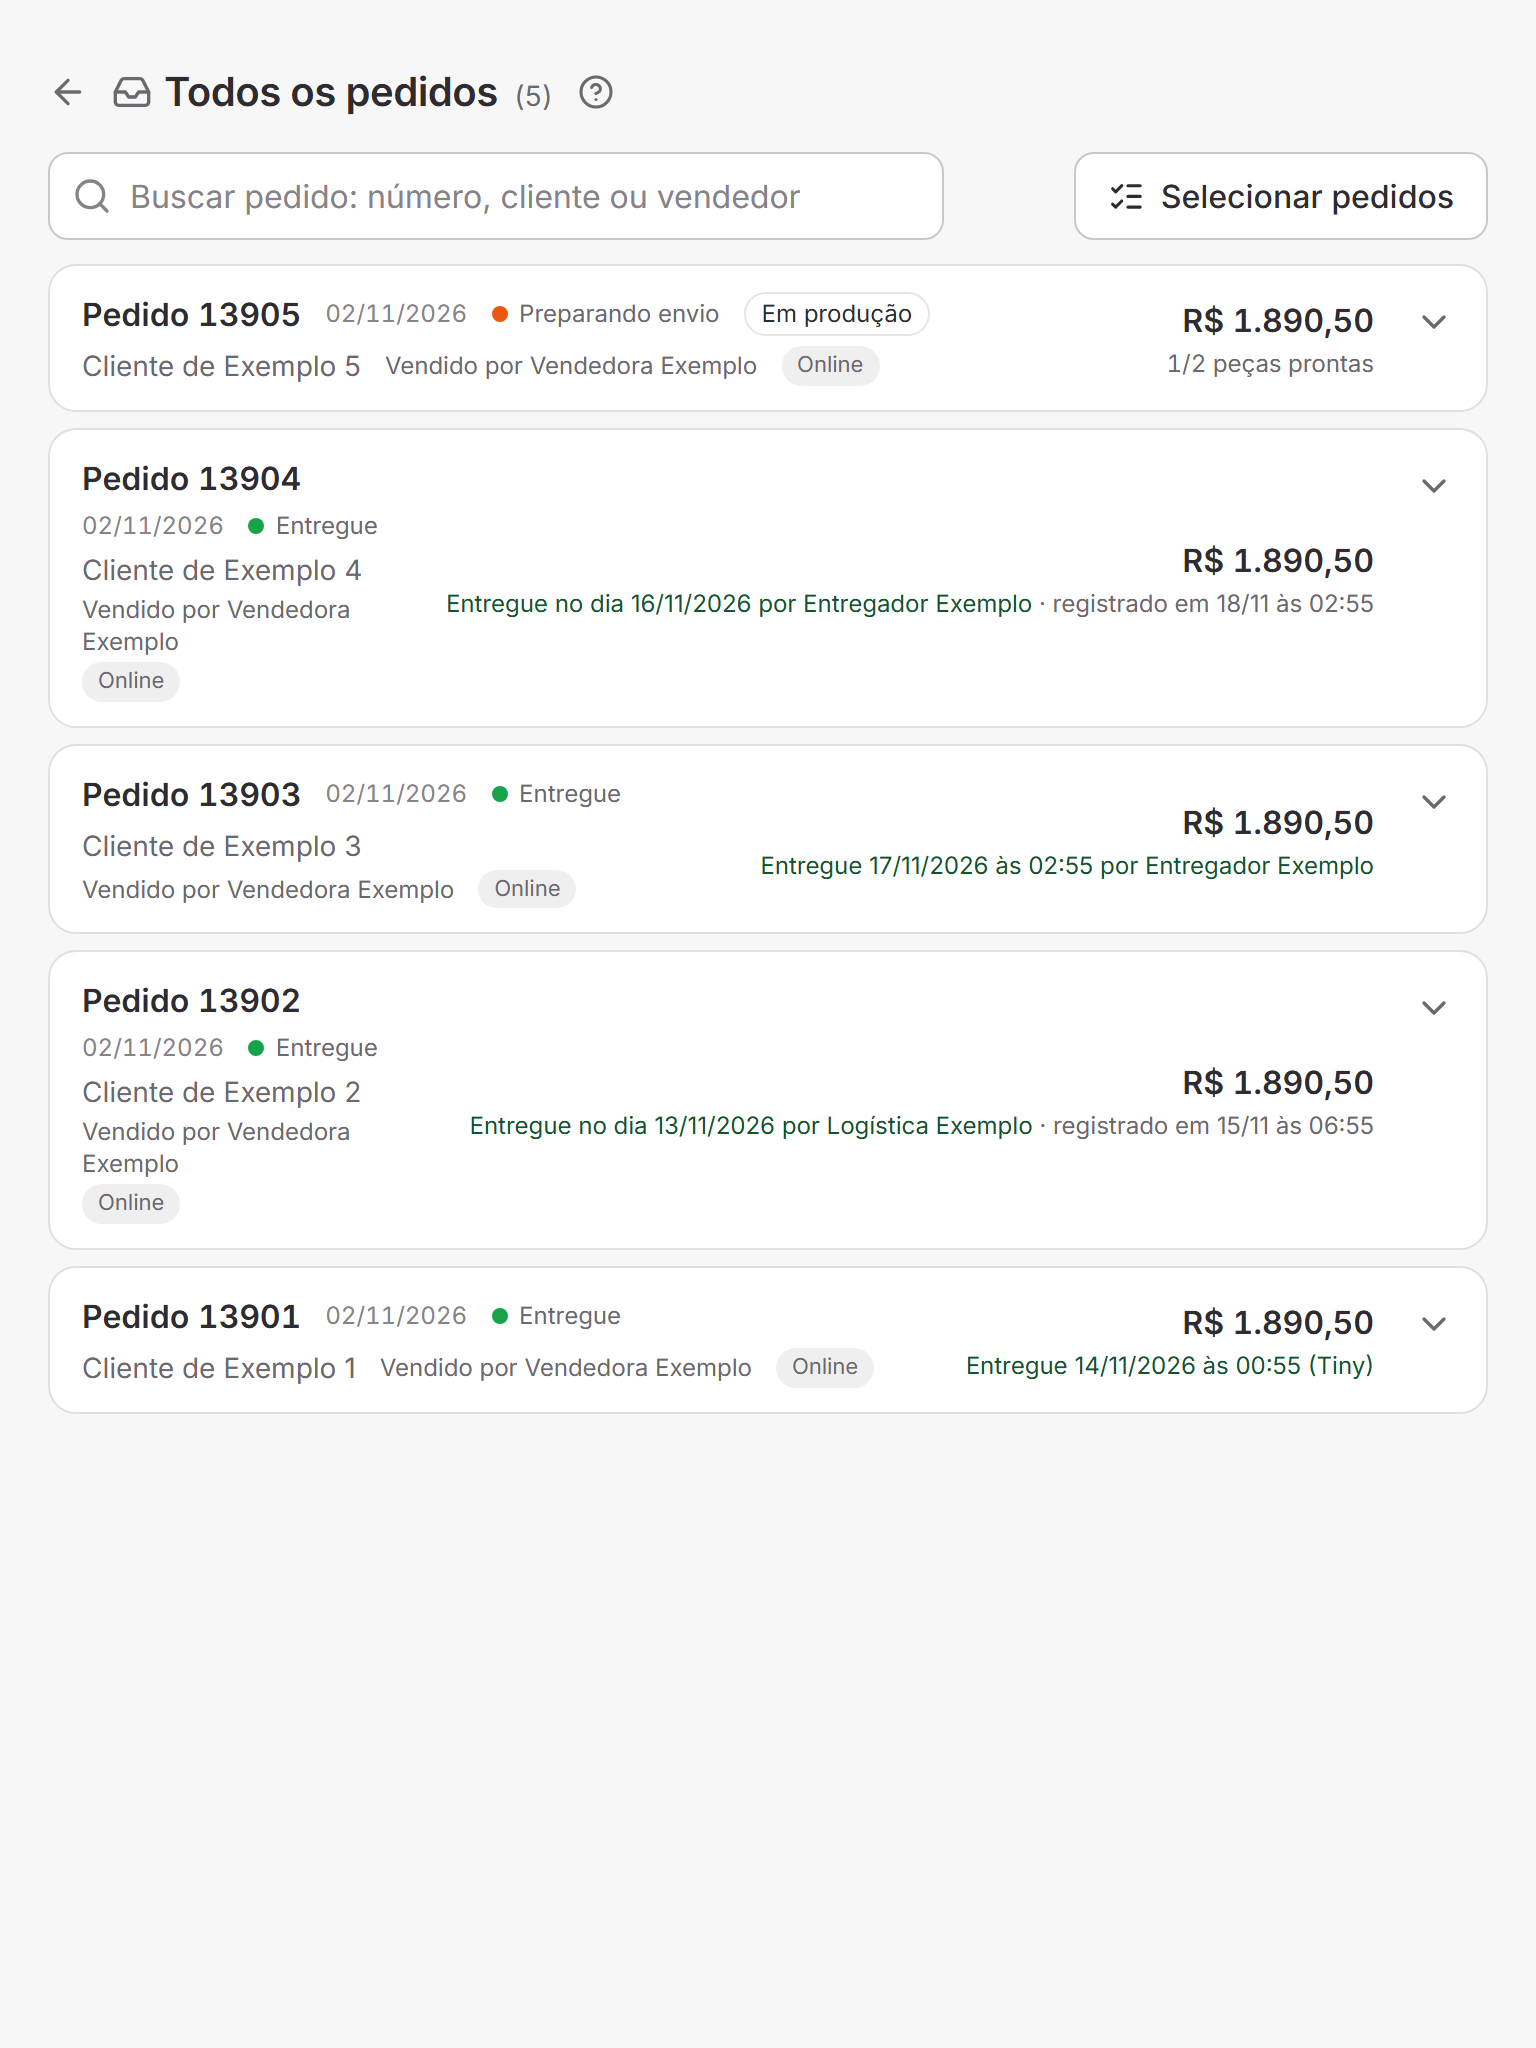 Todos os pedidos (5)
Buscar pedido: número, cliente ou vendedor
Selecionar pedidos
Pedido 13905 02/11/2026 Preparando envio Em produção
R$ 1.890,50
Cliente de Exemplo 5 Vendido por Vendedora Exemplo Online
1/2 peças prontas
Pedido 13904
02/11/2026 Entregue
Cliente de Exemplo 4
Vendido por Vendedora
Exemplo
Online
R$ 1.890,50
Entregue no dia 16/11/2026 por Entregador Exemplo · registrado em 18/11 às 02:55
Pedido 13903 02/11/2026 Entregue
Cliente de Exemplo 3
Vendido por Vendedora Exemplo Online
R$ 1.890,50
Entregue 17/11/2026 às 02:55 por Entregador Exemplo
Pedido 13902
02/11/2026 Entregue
Cliente de Exemplo 2
Vendido por Vendedora
Exemplo
Online
R$ 1.890,50
Entregue no dia 13/11/2026 por Logística Exemplo · registrado em 15/11 às 06:55
Pedido 13901 02/11/2026 Entregue
R$ 1.890,50
Cliente de Exemplo 1 Vendido por Vendedora Exemplo Online
Entregue 14/11/2026 às 00:55 (Tiny)